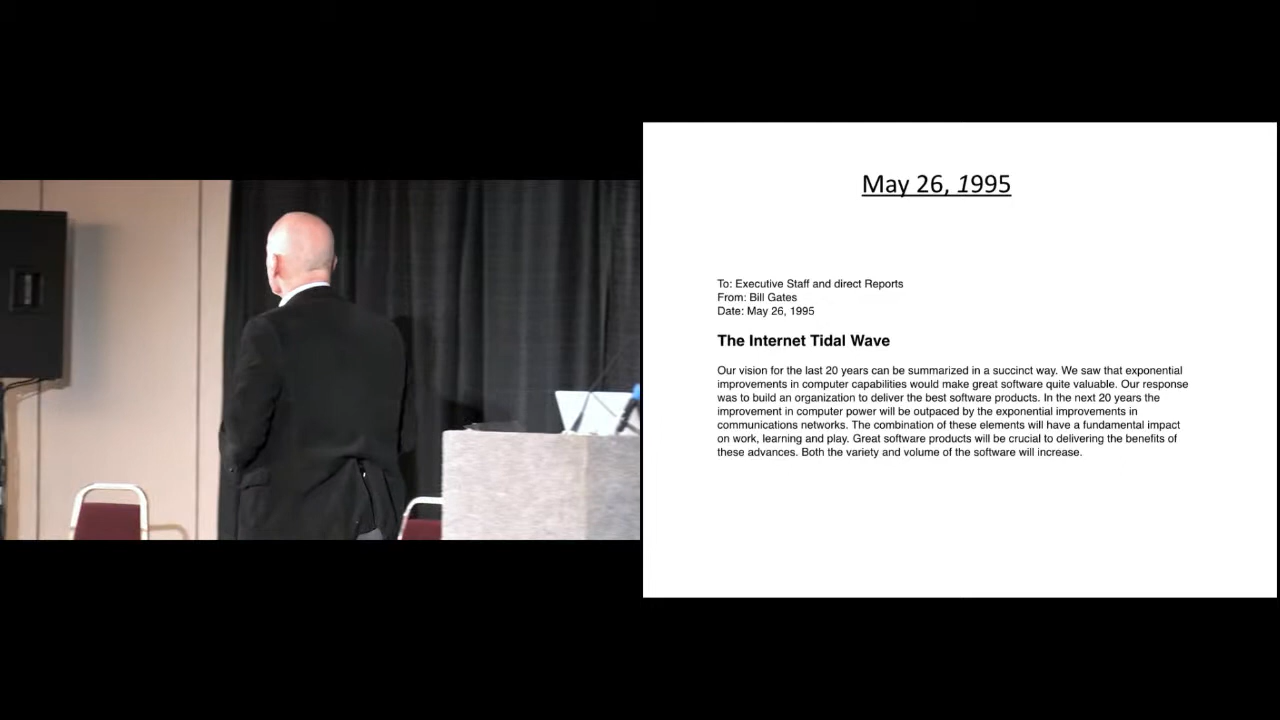 May 26, 1995
To: Executive Staff and direct Reports
From: Bill Gates
Date: May 26, 1995
The Internet Tidal Wave
Our vision for the last 20 years can be summarized in a succinct way. We saw that exponential
improvements in computer capabilities would make great software quite valuable. Our response
was to build an organization to deliver the best software products. In the next 20 years the
improvement in computer power will be outpaced by the exponential improvements in
communications networks. The combination of these elements will have a fundamental impact
on work, learning and play. Great software products will be crucial to delivering the benefits of
these advances. Both the variety and volume of the software will increase.